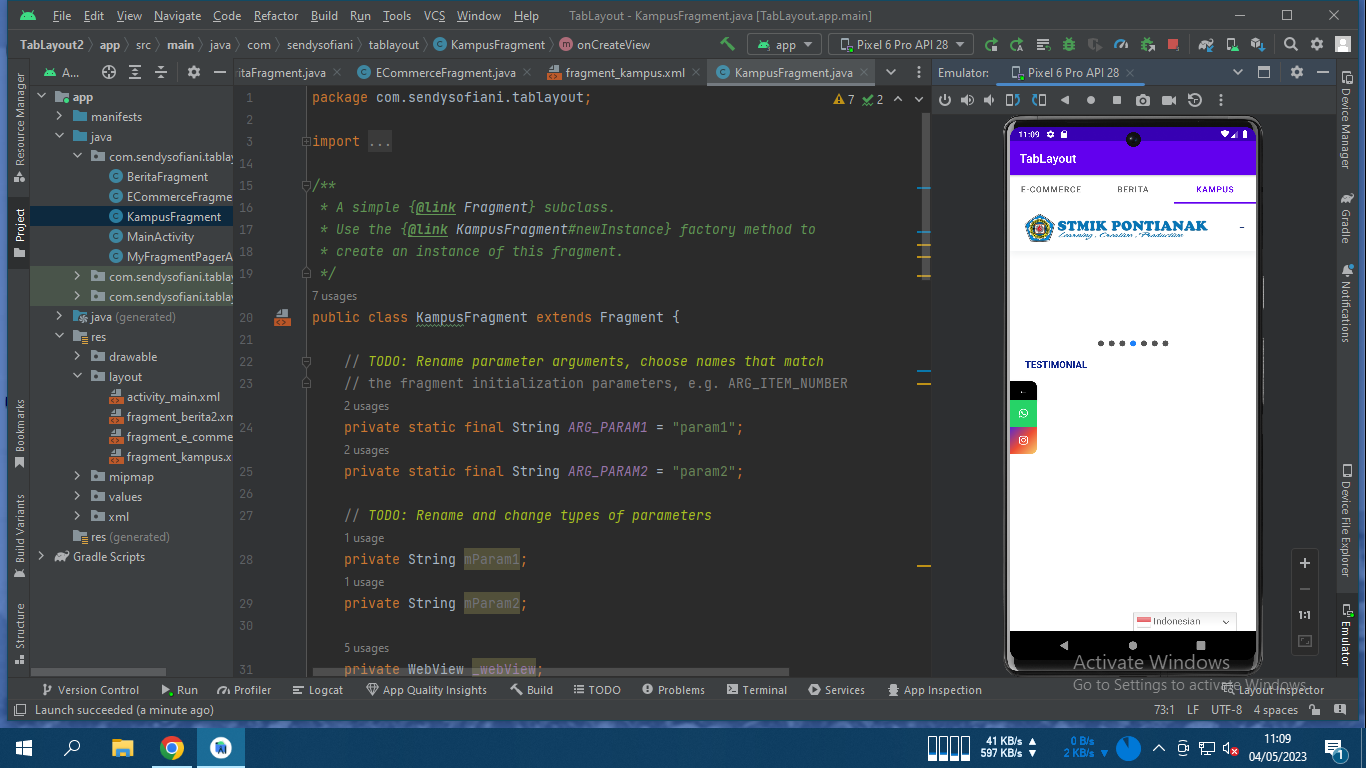 File Edit View Navigate Code Refactor Build Run Tools VCS Window Help TabLayout - KampusFragment.java [TabLayout.app.main]
TabLayout2 app src main java com sendysofiani tablayout KampusFragment onCreateView app Pixel 6 Pro API 28
A... ritaFragment.java ECommerceFragment.java fragment_kampus.xml KampusFragment.java Emulator: Pixel 6 Pro API 28
Resource Manager
Project
Bookmarks
Build Variants
Structure
app
manifests
java
com.sendysofiani.tablay
BeritaFragment
ECommerceFragme
KampusFragment
MainActivity
MyFragmentPagerA
com.sendysofiani.tablay
com.sendysofiani.tablay
java (generated)
res
drawable
layout
activity_main.xml
fragment_berita2.xm
fragment_e_comme
fragment_kampus.x
mipmap
values
xml
res (generated)
Gradle Scripts
7 2
1 package com.sendysofiani.tablayout;
2
3 import ...
14
15 /**
16 * A simple {@link Fragment} subclass.
17 * Use the {@link KampusFragment#newInstance} factory method to
18 * create an instance of this fragment.
19 */
7 usages
20 public class KampusFragment extends Fragment {
21
22 // TODO: Rename parameter arguments, choose names that match
23 // the fragment initialization parameters, e.g. ARG_ITEM_NUMBER
2 usages
24 private static final String ARG_PARAM1 = "param1";
2 usages
25 private static final String ARG_PARAM2 = "param2";
26
27 // TODO: Rename and change types of parameters
1 usage
28 private String mParam1;
1 usage
29 private String mParam2;
30
5 usages
31 private WebView _webView;
11:09
TabLayout
E-COMMERCE BERITA KAMPUS
STMIK PONTIANAK
Learning, Creation, Production
TESTIMONIAL
Indonesian
1:1
Device Manager
Gradle
Notifications
Device File Explorer
Emulator
Activate Windows
Go to Settings to activate Windows.
Version Control Run Profiler Logcat App Quality Insights Build TODO Problems Terminal Services App Inspection Layout Inspector
Launch succeeded (a minute ago) 73:1 LF UTF-8 4 spaces
41 KB/s
597 KB/s
0 B/s
2 KB/s
11:09
04/05/2023
1